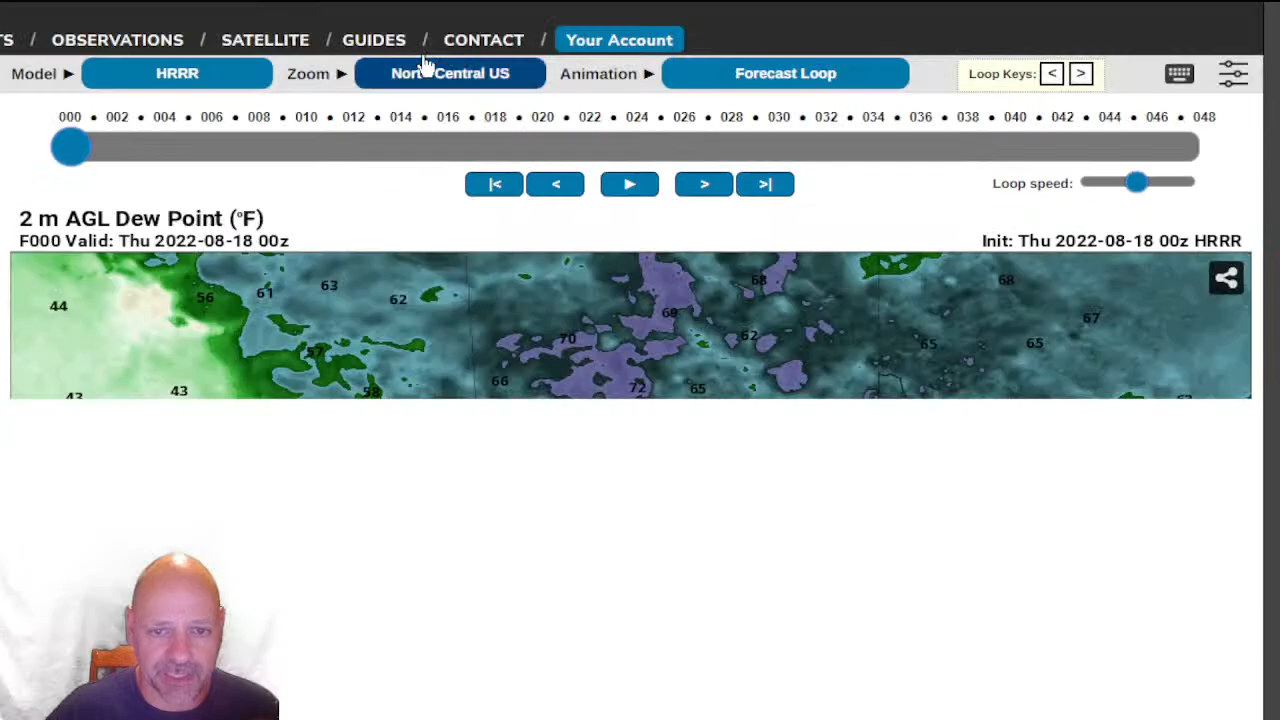 TS / OBSERVATIONS / SATELLITE / GUIDES / CONTACT / Your Account
Model ▶ HRRR Zoom ▶ North Central US Animation ▶ Forecast Loop Loop Keys: < >
000 • 002 • 004 • 006 • 008 • 010 • 012 • 014 • 016 • 018 • 020 • 022 • 024 • 026 • 028 • 030 • 032 • 034 • 036 • 038 • 040 • 042 • 044 • 046 • 048
|< < ▶ > >| Loop speed:
2 m AGL Dew Point (°F)
F000 Valid: Thu 2022-08-18 00z Init: Thu 2022-08-18 00z HRRR
44 56 61 63 62 69 68 68 67
57 70 62 65 65
43 43 58 66 72 65